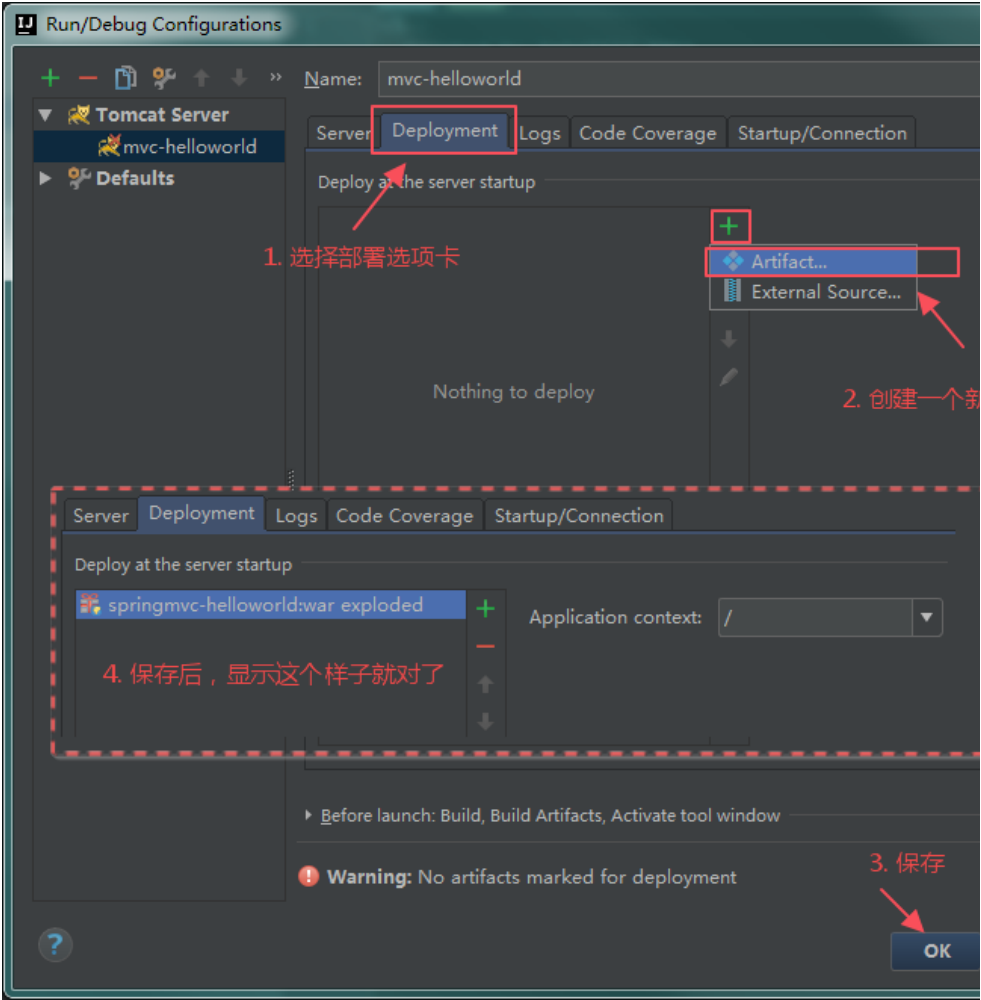 Run/Debug Configurations
Name: mvc-helloworld
Tomcat Server
mvc-helloworld
Defaults
Server Deployment Logs Code Coverage Startup/Connection
Deploy at the server startup
1. 选择部署选项卡
Artifact...
External Source...
Nothing to deploy
2. 创建一个新
Server Deployment Logs Code Coverage Startup/Connection
Deploy at the server startup
springmvc-helloworld:war exploded
Application context: /
4. 保存后，显示这个样子就对了
Before launch: Build, Build Artifacts, Activate tool window
Warning: No artifacts marked for deployment
3. 保存
?
OK